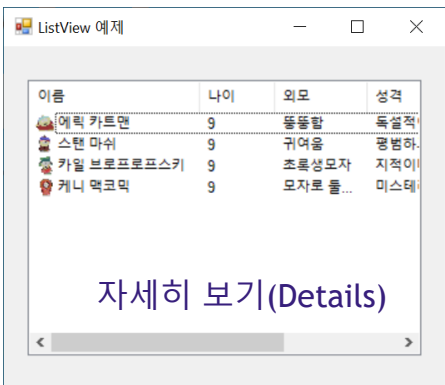 ListView 예제
이름 나이 외모 성격
에릭 카트맨 9 뚱뚱함 독설적
스탠 마쉬 9 귀여움 평범하.
카일 브로프로프스키 9 초록생모자 지적이
케니 맥코믹 9 모자로 둘... 미스테
자세히 보기(Details)